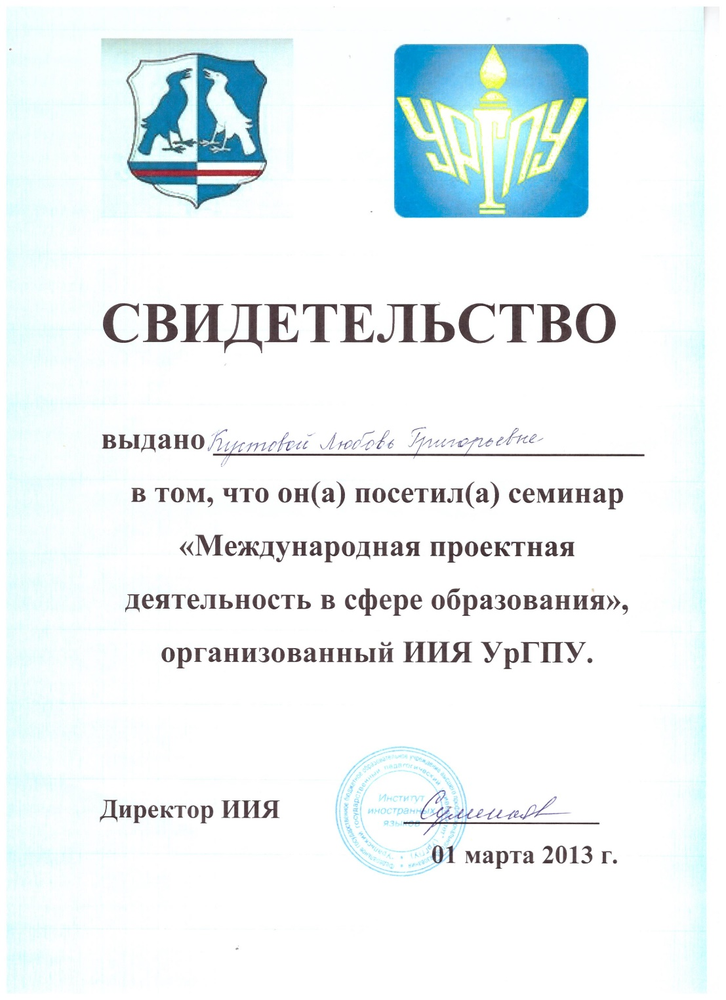 УРГПУ
СВИДЕТЕЛЬСТВО
выдано Кустовой Любовь Григорьевне
в том, что он(а) посетил(а) семинар
«Международная проектная
деятельность в сфере образования»,
организованный ИИЯ УрГПУ.
Директор ИИЯ
Институт
иностранных
языков
01 марта 2013 г.